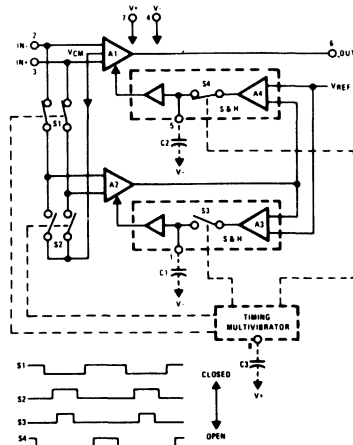 V+ V-
7 4
2
IN-
VCM
A1
6
OUT
IN+
3
S4
A4
VREF
S & H
5
S1
C2
V-
A2
S3
A3
S & H
S2
1
C1
V-
TIMING
MULTIVIBRATOR
8
C3
V+
S1
CLOSED
S2
S3
OPEN
S4